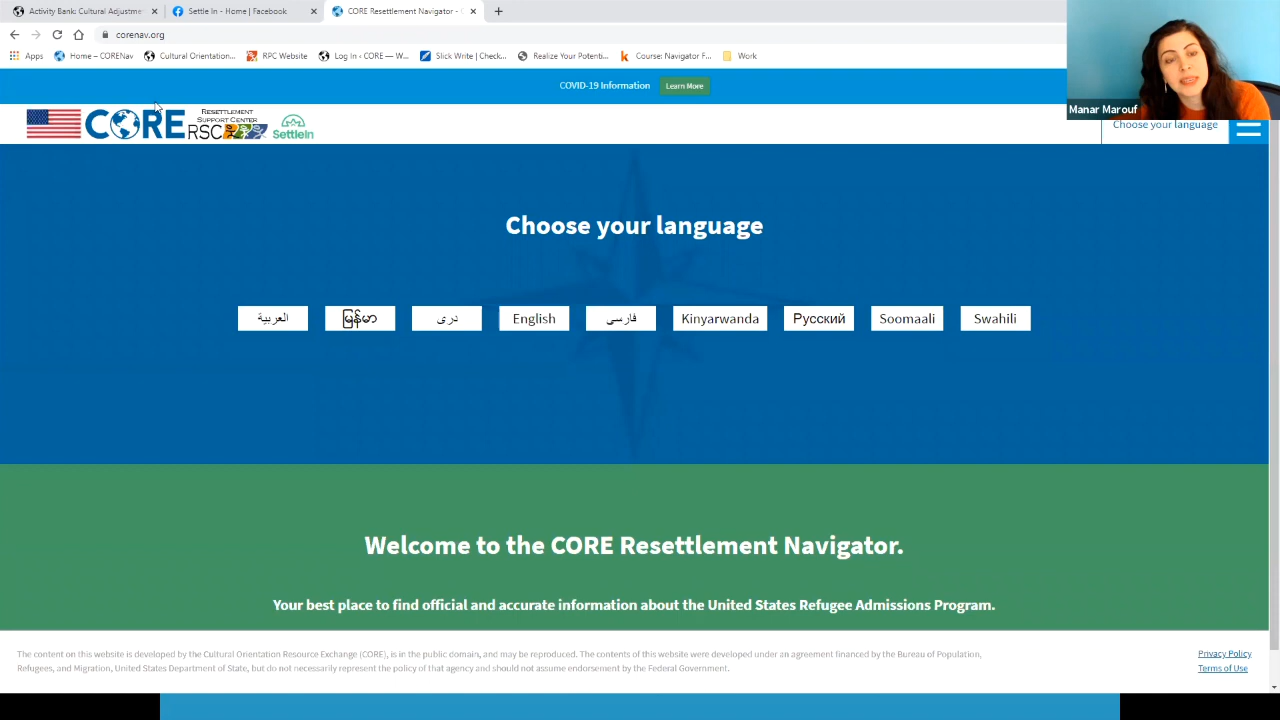 Activity Bank: Cultural Adjustme
Settle In - Home | Facebook
CORE Resettlement Navigator - C
corenav.org
Apps
Home – CORENav
Cultural Orientation...
RPC Website
Log In ‹ CORE — W...
Slick Write | Check...
Realize Your Potenti...
Course: Navigator F...
Work
COVID-19 Information
Learn More
Manar Marouf
CORE
RESETTLEMENT
SUPPORT CENTER
RSC
SettleIn
Choose your language
Choose your language
العربية
မြန်မာ
دری
English
فارسی
Kinyarwanda
Русский
Soomaali
Swahili
Welcome to the CORE Resettlement Navigator.
Your best place to find official and accurate information about the United States Refugee Admissions Program.
The content on this website is developed by the Cultural Orientation Resource Exchange (CORE), is in the public domain, and may be reproduced. The contents of this website were developed under an agreement financed by the Bureau of Population,
Refugees, and Migration, United States Department of State, but do not necessarily represent the policy of that agency and should not assume endorsement by the Federal Government.
Privacy Policy
Terms of Use